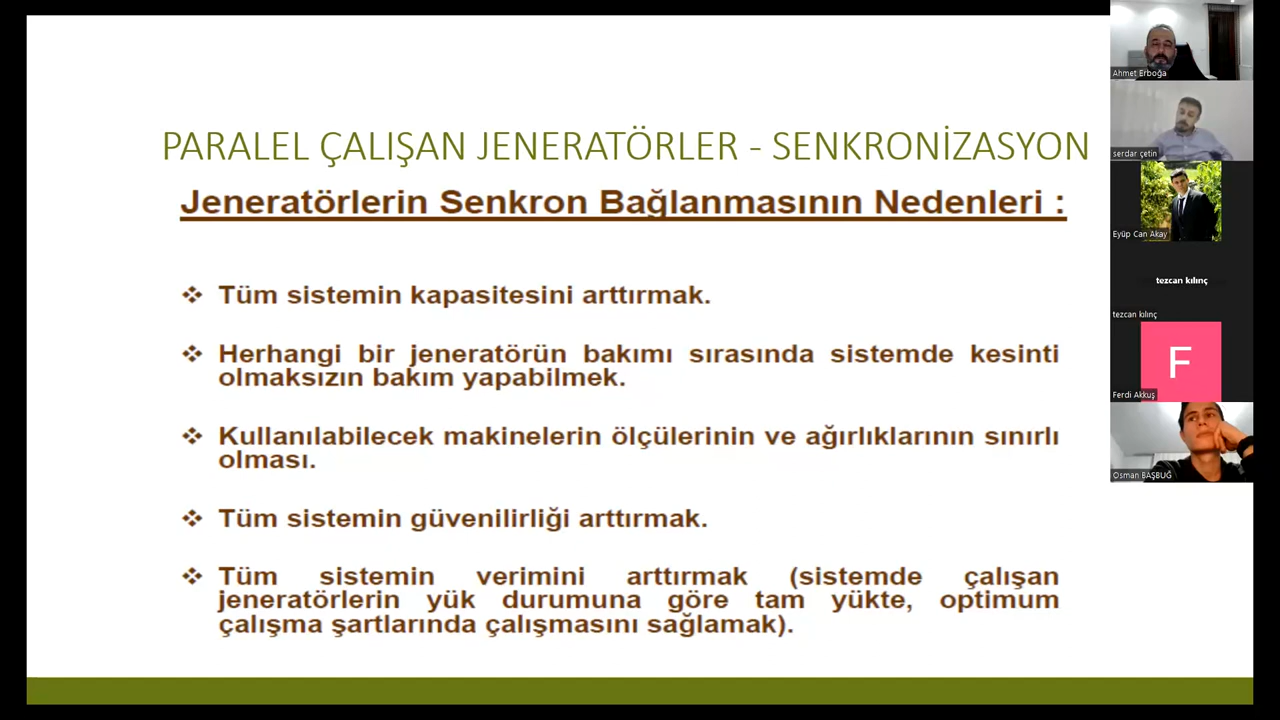 PARALEL ÇALIŞAN JENERATÖRLER - SENKRONİZASYON
Jeneratörlerin Senkron Bağlanmasının Nedenleri :
❖ Tüm sistemin kapasitesini arttırmak.
❖ Herhangi bir jeneratörün bakımı sırasında sistemde kesinti
olmaksızın bakım yapabilmek.
❖ Kullanılabilecek makinelerin ölçülerinin ve ağırlıklarının sınırlı
olması.
❖ Tüm sistemin güvenilirliği arttırmak.
❖ Tüm sistemin verimini arttırmak (sistemde çalışan
jeneratörlerin yük durumuna göre tam yükte, optimum
çalışma şartlarında çalışmasını sağlamak).
Ahmet Erboğa
serdar çetin
Eyüp Can Akay
tezcan kılınç
tezcan kılınç
F
Ferdi Akkuş
Osman BAŞBUĞ